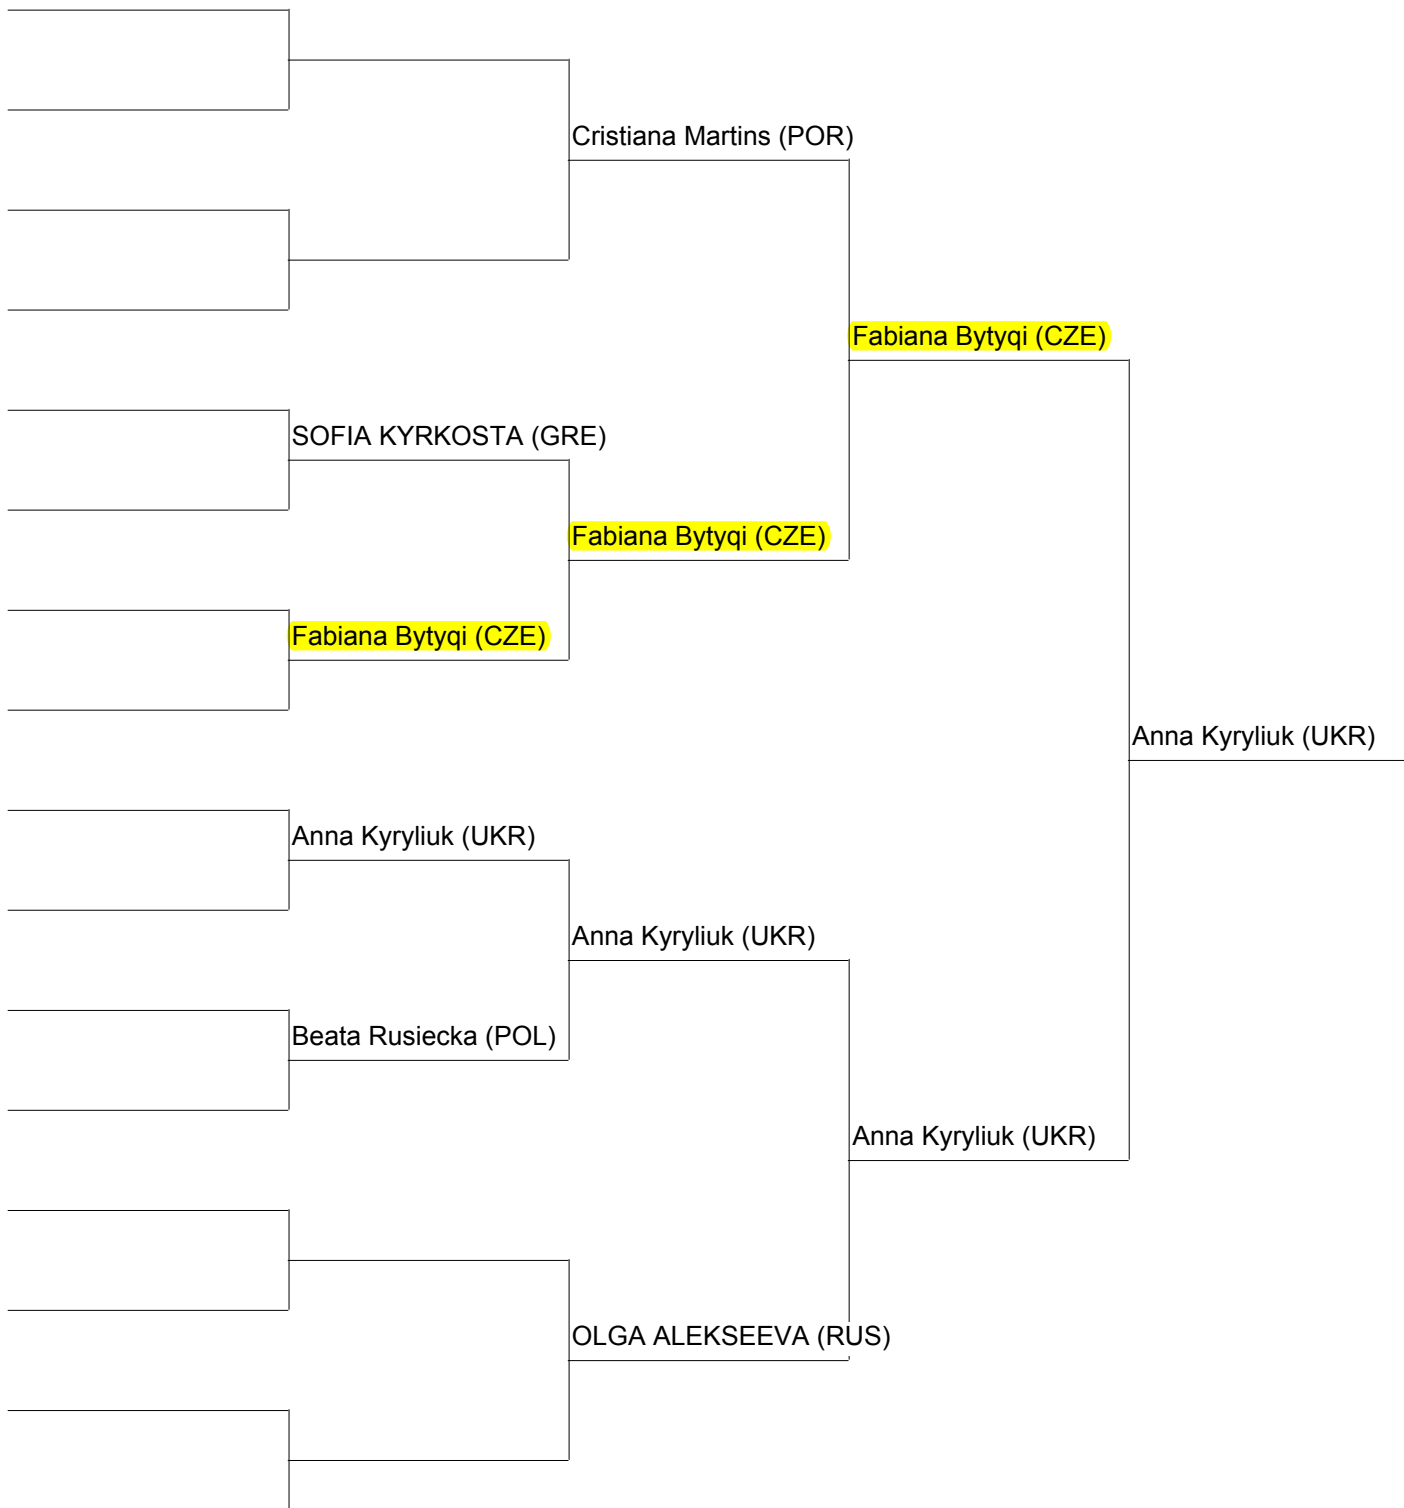 Cristiana Martins (POR)
Fabiana Bytyqi (CZE)
SOFIA KYRKOSTA (GRE)
Fabiana Bytyqi (CZE)
Fabiana Bytyqi (CZE)
Anna Kyryliuk (UKR)
Anna Kyryliuk (UKR)
Anna Kyryliuk (UKR)
Beata Rusiecka (POL)
Anna Kyryliuk (UKR)
OLGA ALEKSEEVA (RUS)